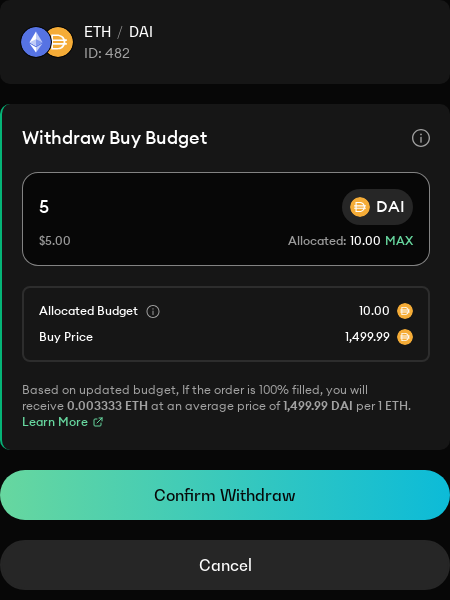 ETH / DAI
ID: 482
Withdraw Buy Budget
5
DAI
$5.00
Allocated: 10.00 MAX
Allocated Budget
10.00
Buy Price
1,499.99
Based on updated budget, If the order is 100% filled, you will
receive 0.003333 ETH at an average price of 1,499.99 DAI per 1 ETH.
Learn More
Confirm Withdraw
Cancel